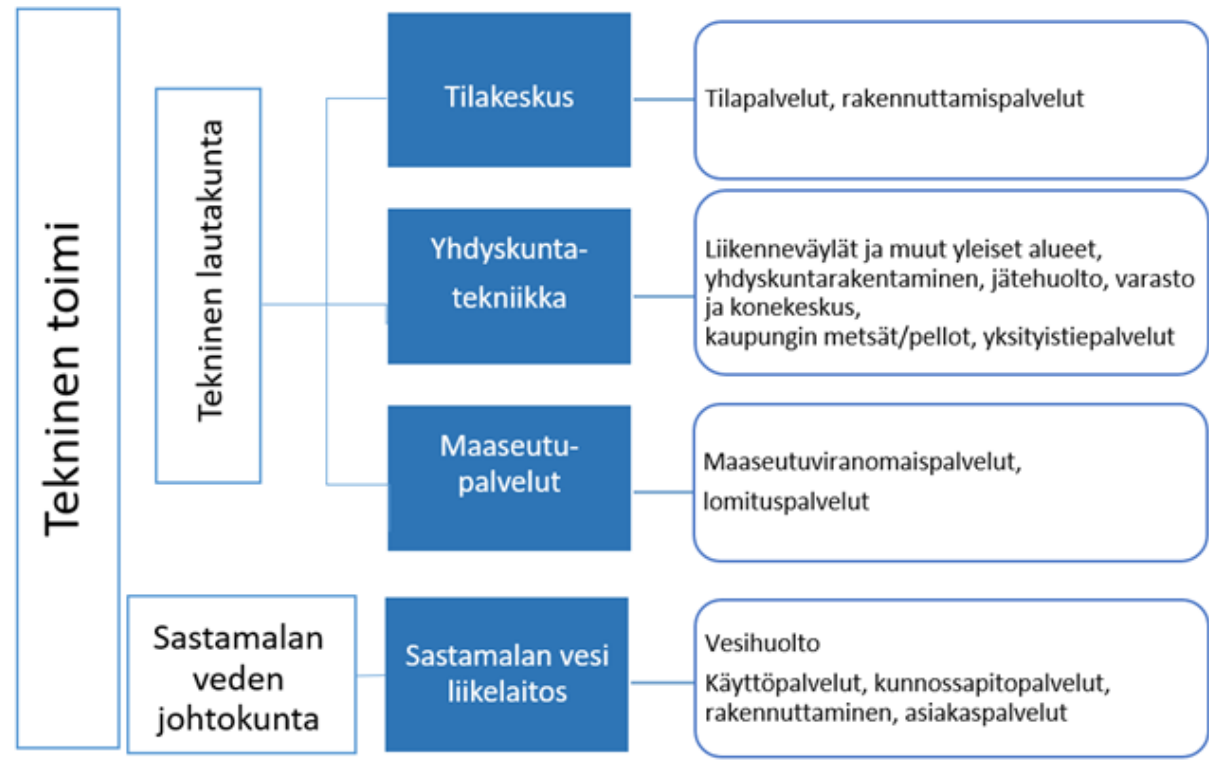 Tekninen toimi
Tekninen lautakunta
Tilakeskus
Tilapalvelut, rakennuttamispalvelut
Yhdyskunta-
tekniikka
Liikenneväylät ja muut yleiset alueet,
yhdyskuntarakentaminen, jätehuolto, varasto
ja konekeskus,
kaupungin metsät/pellot, yksityistiepalvelut
Maaseutu-
palvelut
Maaseutuviranomaispalvelut,
lomituspalvelut
Sastamalan
veden
johtokunta
Sastamalan vesi
liikelaitos
Vesihuolto
Käyttöpalvelut, kunnossapitopalvelut,
rakennuttaminen, asiakaspalvelut